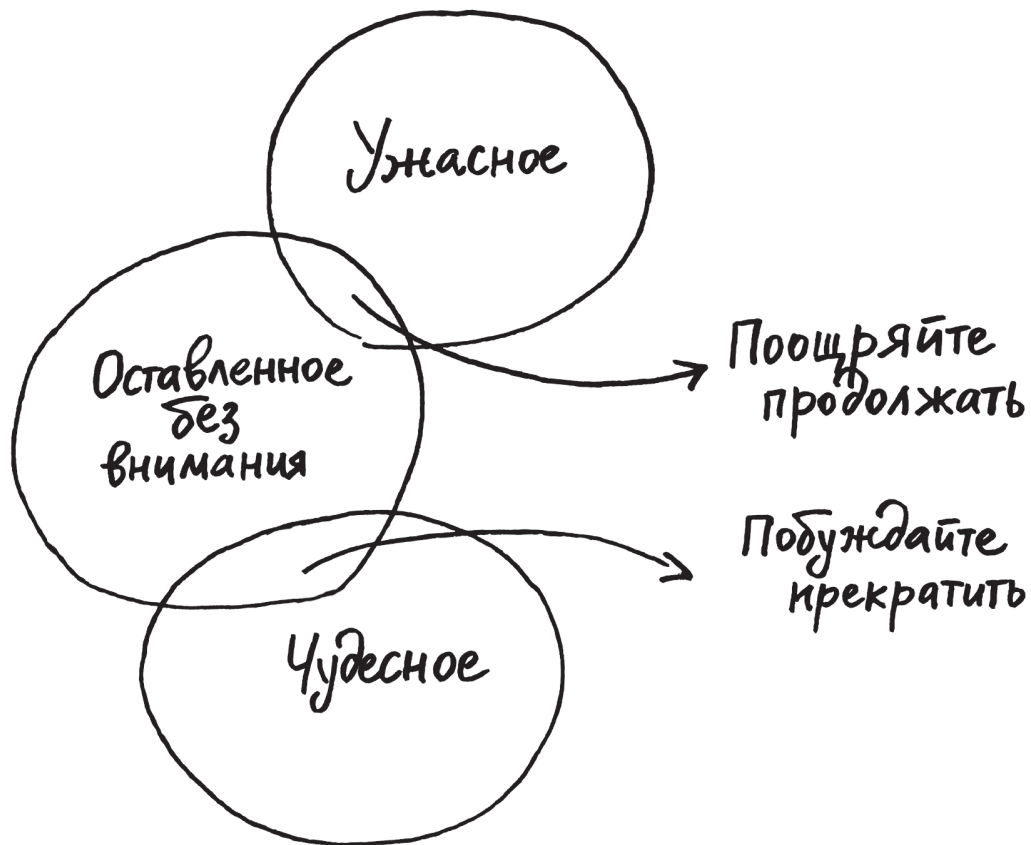 Ужасное
Оставленное
без
внимания
Поощряйте
продолжать
Побуждайте
прекратить
Чудесное